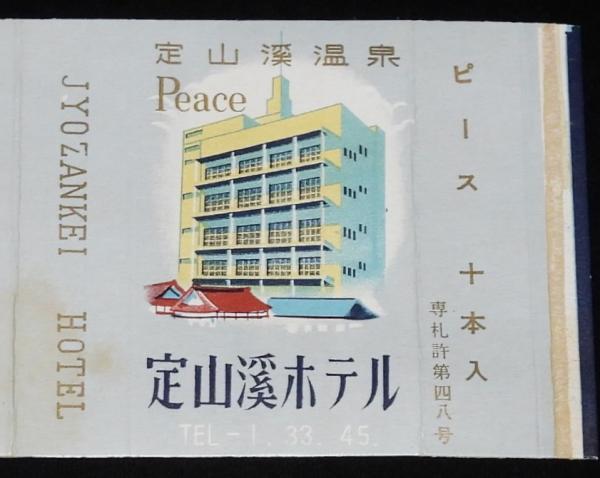 定山溪温泉
Peace
定山溪ホテル
TEL-1. 33. 45.
JYOZANKEI HOTEL
ピース 十本入
専札許第四八号